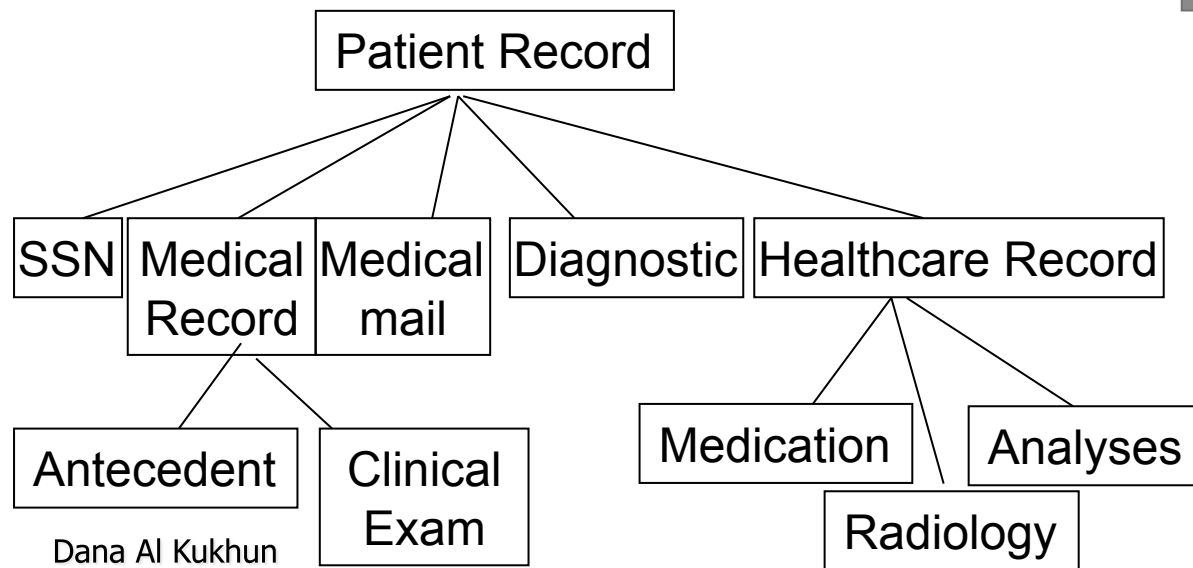 Patient Record
SSN
Medical
Record
Medical
mail
Diagnostic
Healthcare Record
Antecedent
Clinical
Exam
Medication
Radiology
Analyses
Dana Al Kukhun